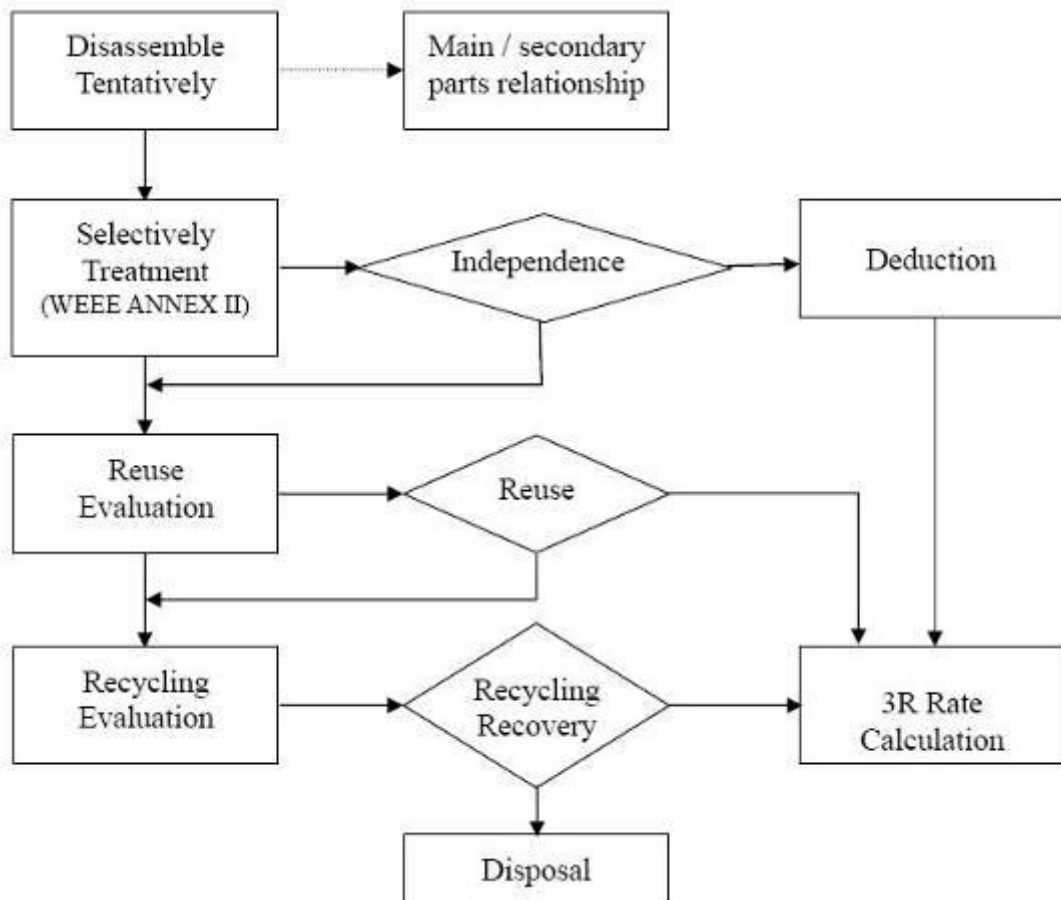 Disassemble
Tentatively
Main / secondary
parts relationship
Selectively
Treatment
(WEEE ANNEX II)
Independence
Deduction
Reuse
Evaluation
Reuse
Recycling
Evaluation
Recycling
Recovery
3R Rate
Calculation
Disposal